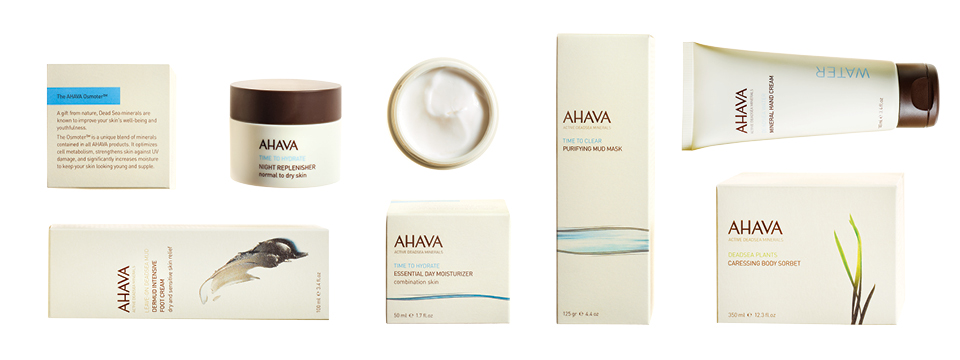 The AHAVA Osmoter™
A gift from nature, Dead Sea minerals are
known to improve your skin's well-being and
youthfulness.
The Osmoter™ is a unique blend of minerals
contained in all AHAVA products. It optimizes
cell metabolism, strengthens skin against UV
damage, and significantly increases moisture
to keep your skin looking young and supple.
AHAVA
TIME TO HYDRATE
NIGHT REPLENISHER
normal to dry skin
AHAVA
ACTIVE DEADSEA MINERALS
TIME TO CLEAR
PURIFYING MUD MASK
125 gr e 4.4 oz
WATER
AHAVA
ACTIVE DEADSEA MINERALS
MINERAL HAND CREAM
AHAVA
DERMUD INTENSIVE
FOOT CREAM
dry and sensitive skin relief
100 ml e 3.4 fl.oz
AHAVA
ACTIVE DEADSEA MINERALS
TIME TO HYDRATE
ESSENTIAL DAY MOISTURIZER
combination skin
50 ml e 1.7 fl.oz
AHAVA
ACTIVE DEADSEA MINERALS
DEADSEA PLANTS
CARESSING BODY SORBET
350 ml e 12.3 fl.oz